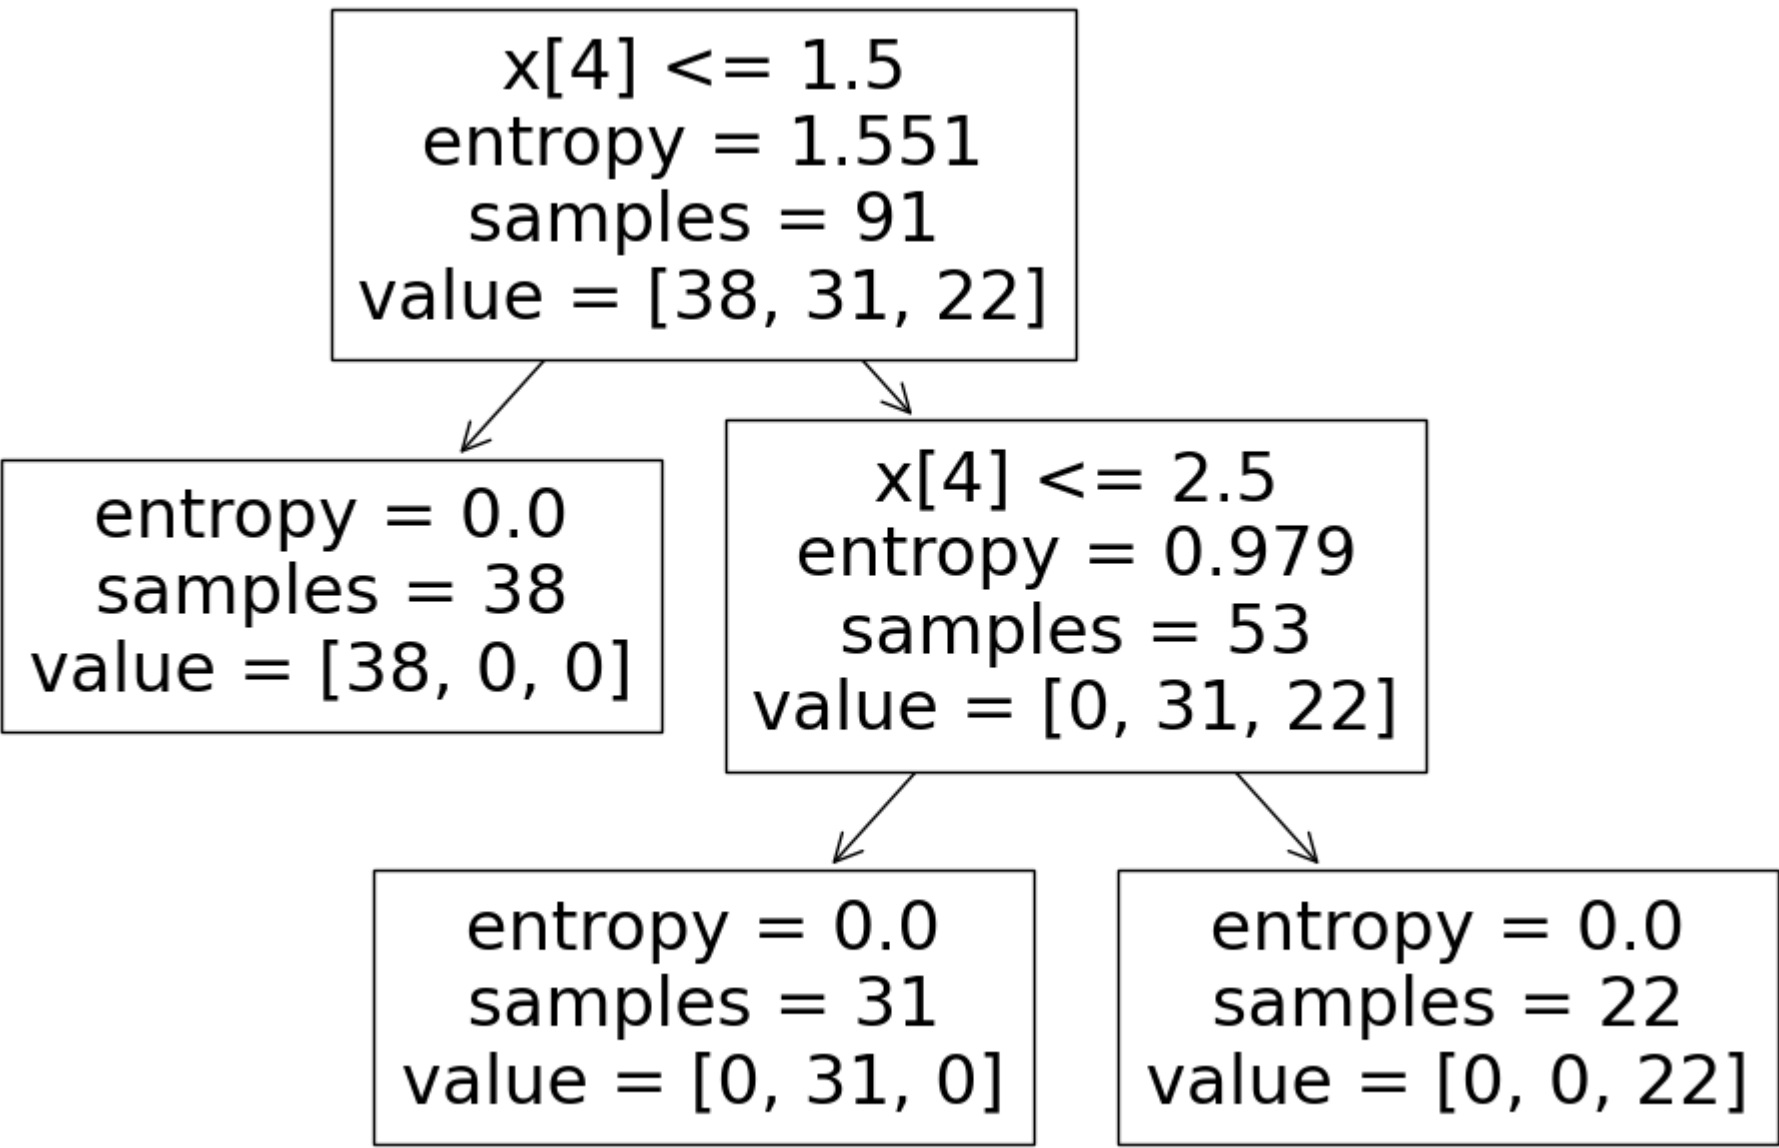 x[4] <= 1.5
entropy = 1.551
samples = 91
value = [38, 31, 22]
entropy = 0.0
samples = 38
value = [38, 0, 0]
x[4] <= 2.5
entropy = 0.979
samples = 53
value = [0, 31, 22]
entropy = 0.0
samples = 31
value = [0, 31, 0]
entropy = 0.0
samples = 22
value = [0, 0, 22]